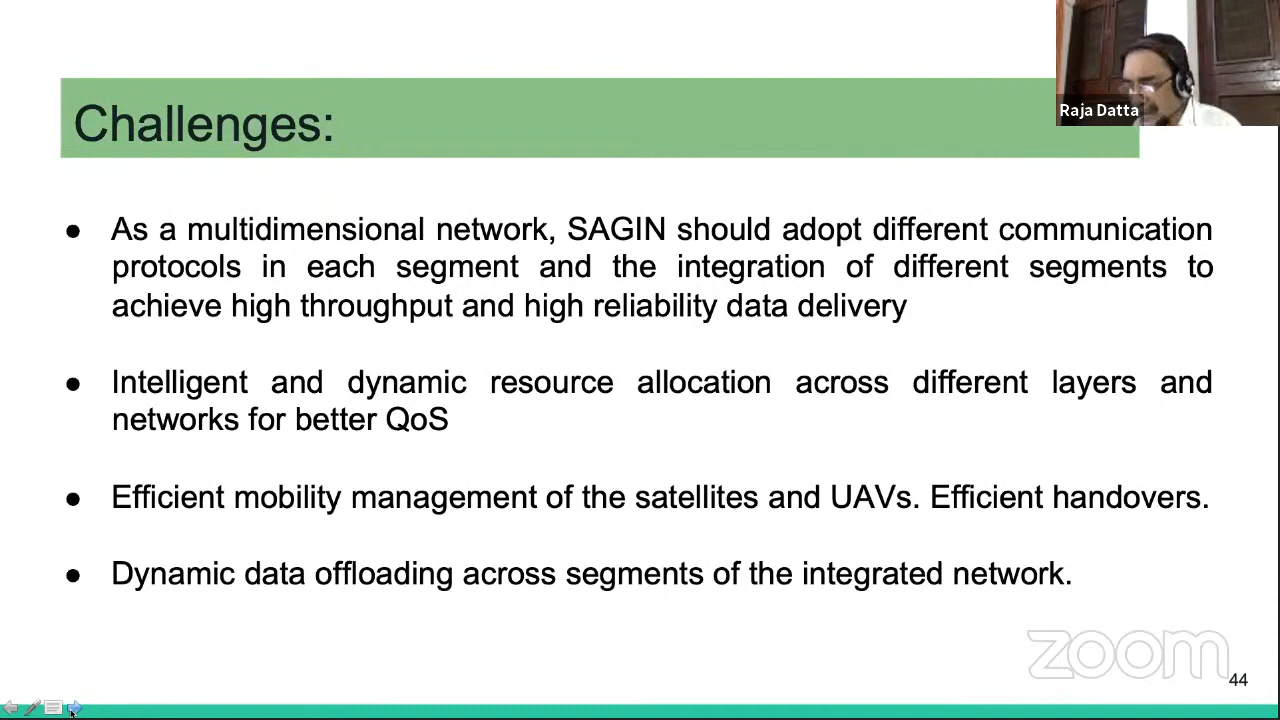 Raja Datta
Challenges:
● As a multidimensional network, SAGIN should adopt different communication
protocols in each segment and the integration of different segments to
achieve high throughput and high reliability data delivery
● Intelligent and dynamic resource allocation across different layers and
networks for better QoS
● Efficient mobility management of the satellites and UAVs. Efficient handovers.
● Dynamic data offloading across segments of the integrated network.
zoom
44